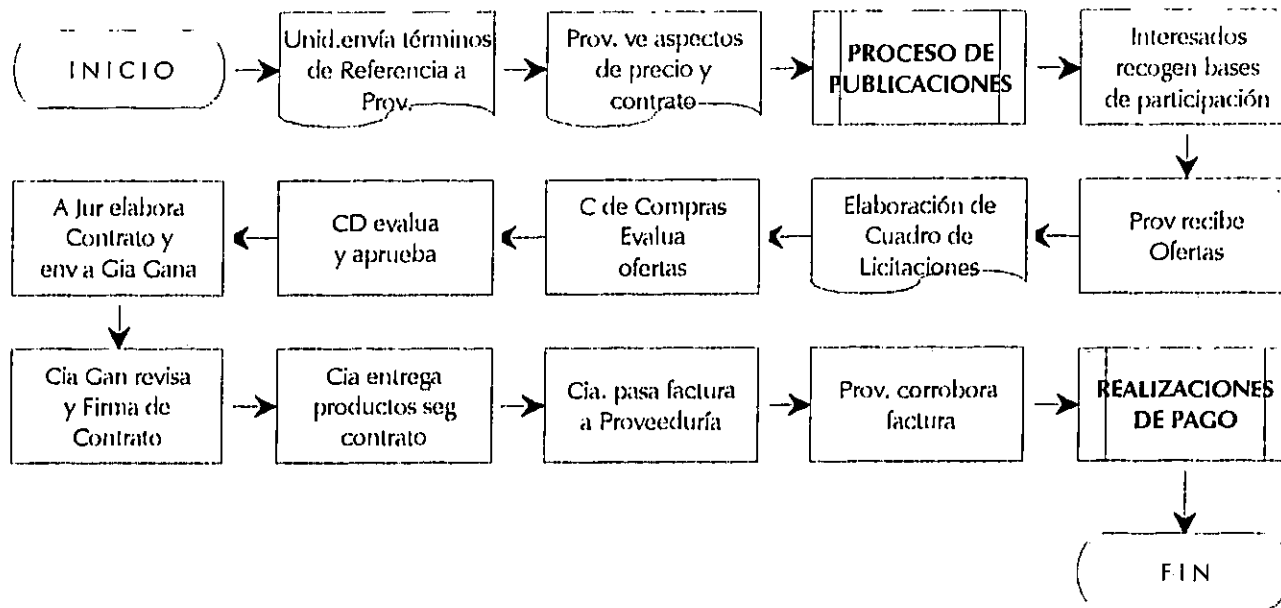 INICIO
Unid.envía términos
de Referencia a
Prov.
Prov. ve aspectos
de precio y
contrato
PROCESO DE
PUBLICACIONES
Interesados
recogen bases
de participación
A Jur elabora
Contrato y
env a Gia Gana
CD evalua
y aprueba
C de Compras
Evalua
ofertas
Elaboración de
Cuadro de
Licitaciones
Prov recibe
Ofertas
Cia Gan revisa
y Firma de
Contrato
Cia entrega
productos seg
contrato
Cia. pasa factura
a Proveeduría
Prov. corrobora
factura
REALIZACIONES
DE PAGO
FIN